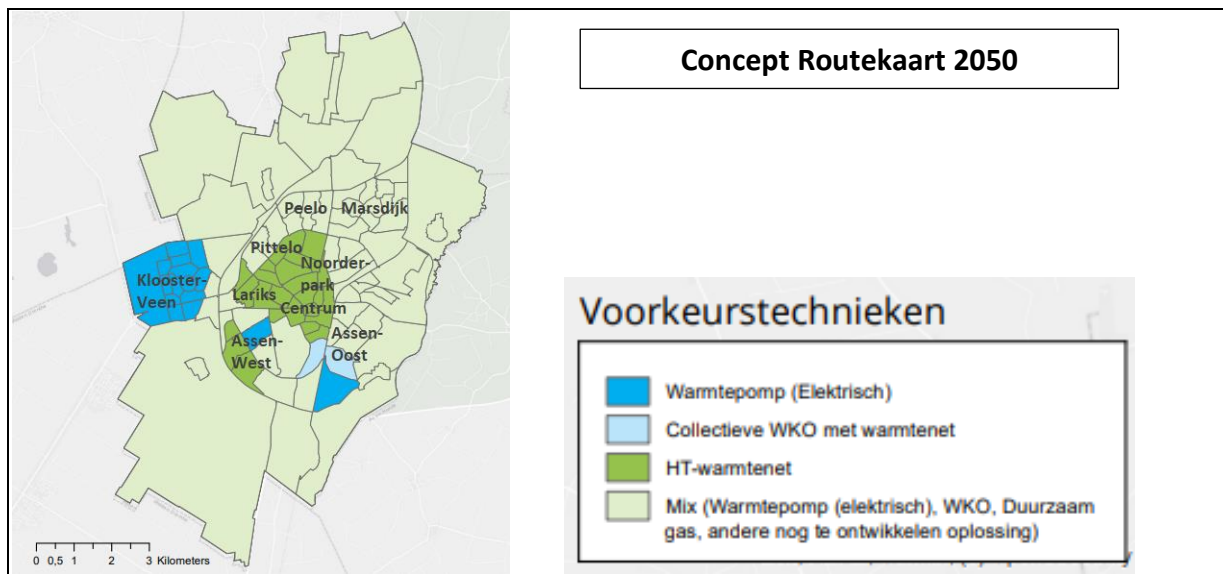 Concept Routekaart 2050
Peelo
Marsdijk
Pittelo
Noorder-
park
Klooster-
Veen
Lariks
Centrum
Assen-
Oost
Assen-
West
0 0,5 1 2 3 Kilometers
Voorkeurstechnieken
Warmtepomp (Elektrisch)
Collectieve WKO met warmtenet
HT-warmtenet
Mix (Warmtepomp (elektrisch), WKO, Duurzaam
gas, andere nog te ontwikkelen oplossing)